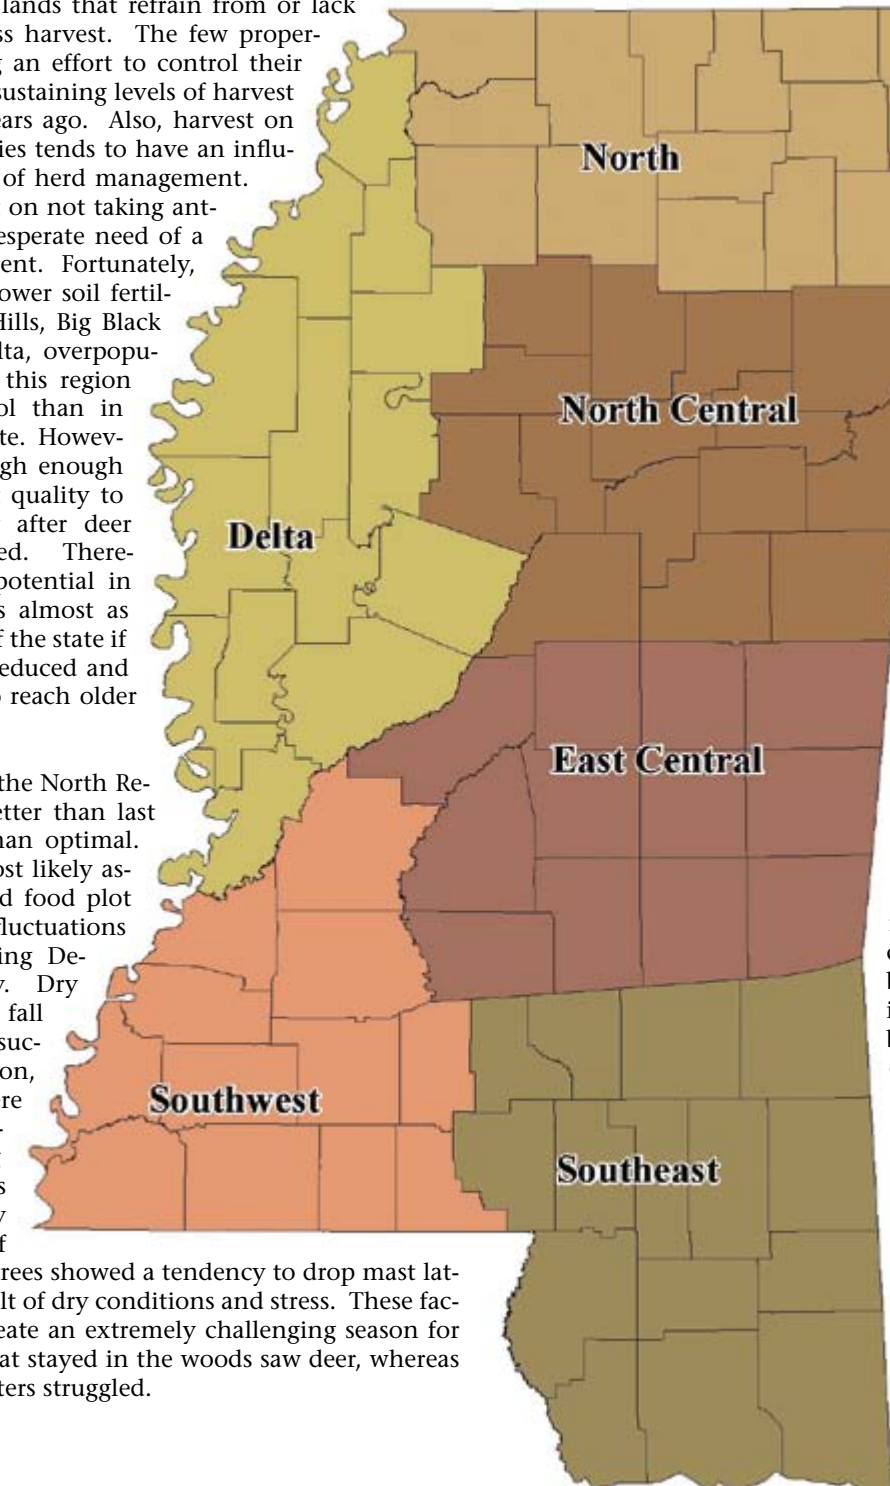 lands that refrain from or lack
ss harvest. The few proper-
g an effort to control their
sustaining levels of harvest
ears ago. Also, harvest on
ies tends to have an influ-
of herd management.
on not taking ant-
esperate need of a
ent. Fortunately,
ower soil fertil-
Hills, Big Black
lta, overpopu-
this region
ol than in
te. Howev-
gh enough
quality to
after deer
ed. There-
potential in
s almost as
f the state if
educed and
o reach older
the North Re-
etter than last
han optimal.
ost likely as-
d food plot
fluctuations
ing De-
y. Dry
fall
suc-
on,
ere
-
s
y
f
rees showed a tendency to drop mast lat-
lt of dry conditions and stress. These fac-
eate an extremely challenging season for
at stayed in the woods saw deer, whereas
ters struggled.
North
North Central
Delta
East Central
Southwest
Southeast